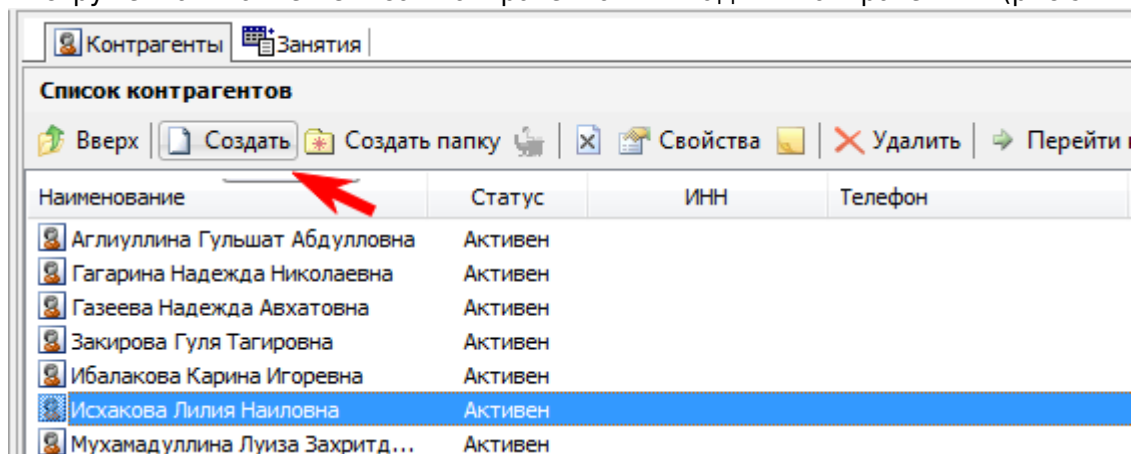 Контрагенты Занятия
Список контрагентов
Вверх Создать Создать папку Свойства Удалить Перейти
Наименование Статус ИНН Телефон
Аглиуллина Гульшат Абдулловна Активен
Гагарина Надежда Николаевна Активен
Газеева Надежда Авхатовна Активен
Закирова Гуля Тагировна Активен
Ибалакова Карина Игоревна Активен
Исхакова Лилия Наиловна Активен
Мухамадуллина Луиза Захритд... Активен